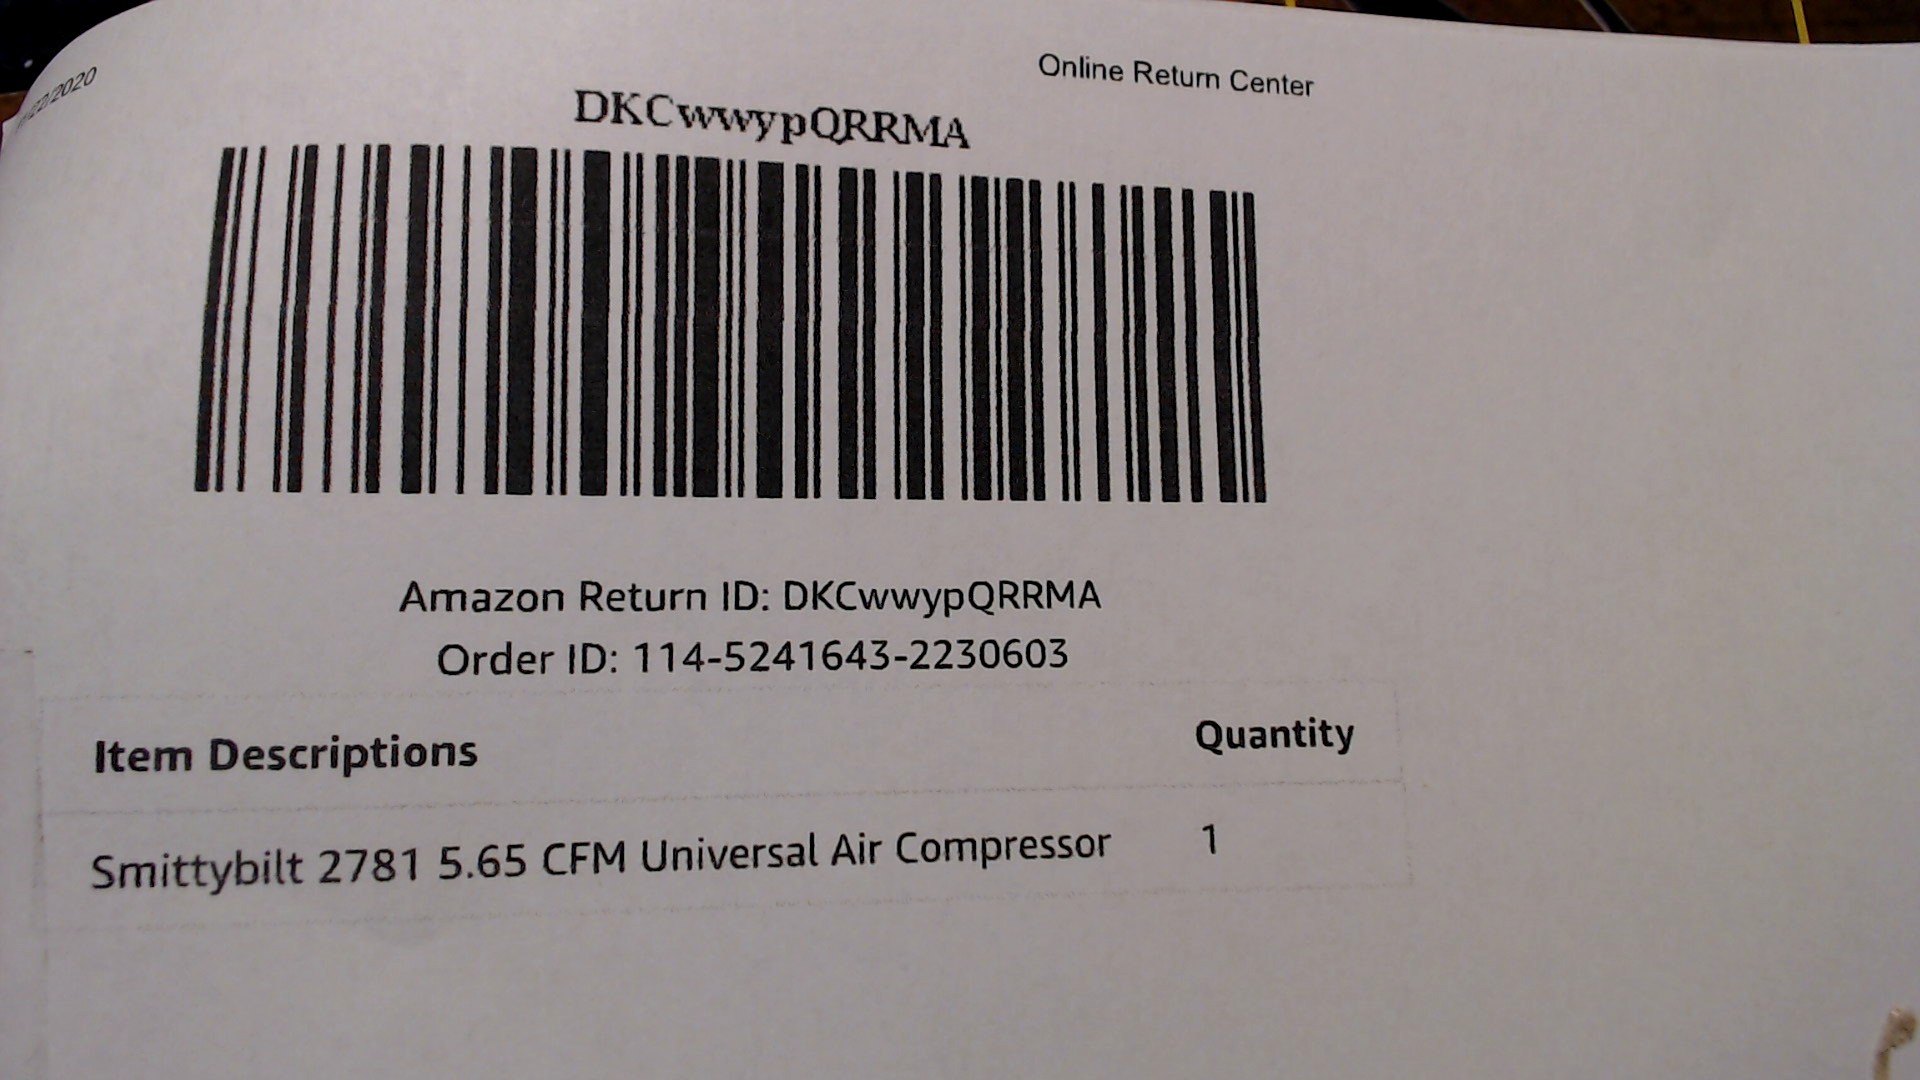 Online Return Center
DKCwwypQRRMA
Amazon Return ID: DKCwwypQRRMA
Order ID: 114-5241643-2230603
Item Descriptions Quantity
Smittybilt 2781 5.65 CFM Universal Air Compressor 1